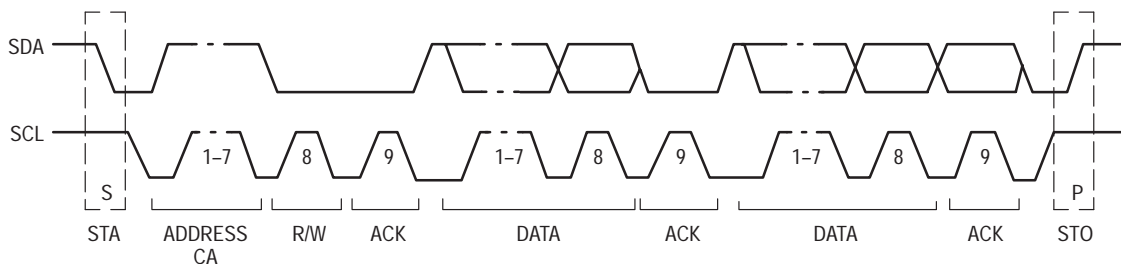 SDA
SCL
1–7 8 9 1–7 8 9 1–7 8 9
S P
STA ADDRESS R/W ACK DATA ACK DATA ACK STO
CA